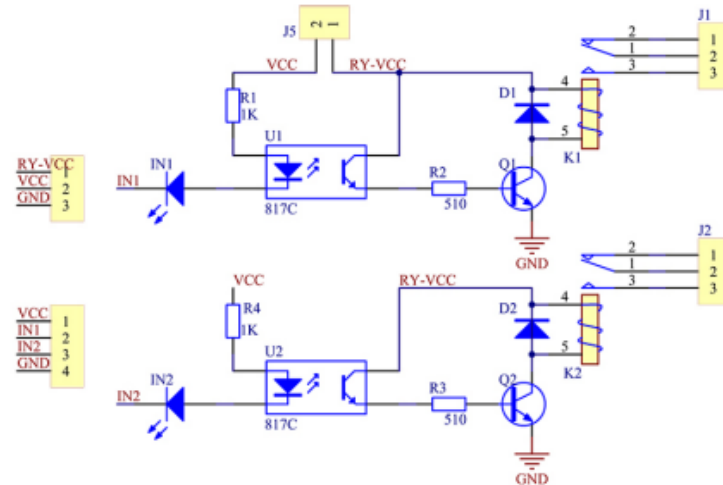 J5
2 1
VCC RY-VCC
J1
2 1
1 2
3 3
R1
1K
D1
4
5
K1
U1
IN1
IN1
817C
R2
510
Q1
GND
RY-VCC 1
VCC 2
GND 3
J2
2 1
1 2
3 3
VCC RY-VCC
R4
1K
D2
4
5
K2
VCC 1
IN1 2
IN2 3
GND 4
U2
IN2
IN2
817C
R3
510
Q2
GND